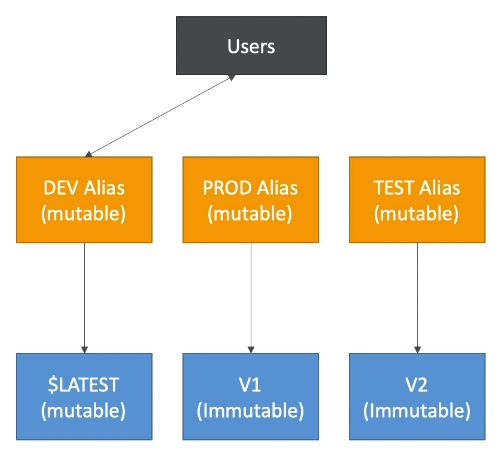 Users
DEV Alias
(mutable)
PROD Alias
(mutable)
TEST Alias
(mutable)
$LATEST
(mutable)
V1
(Immutable)
V2
(Immutable)